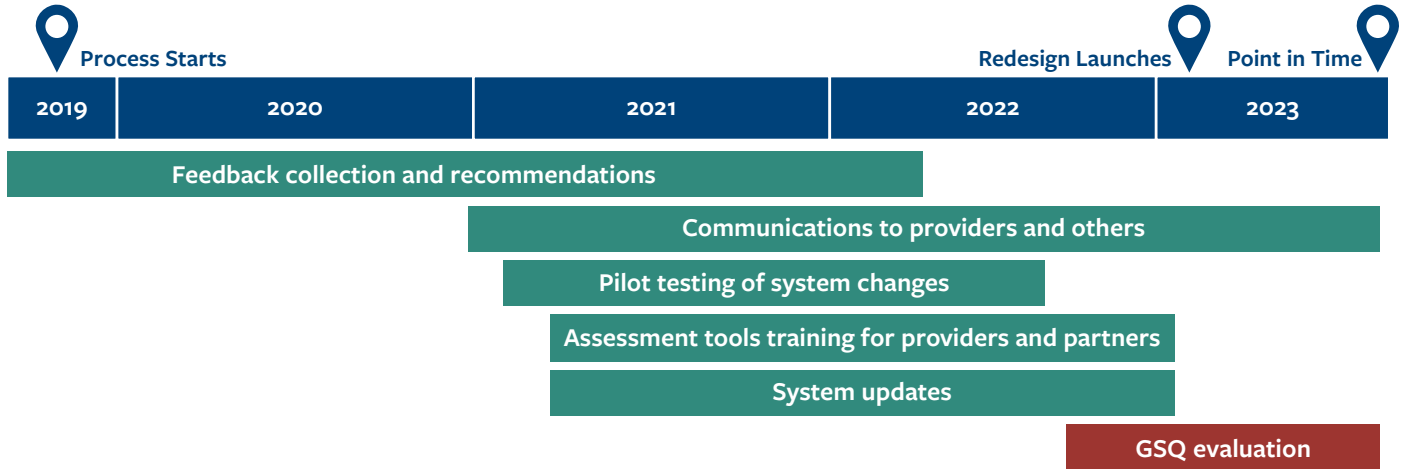 Process Starts
Redesign Launches
Point in Time
2019
2020
2021
2022
2023
Feedback collection and recommendations
Communications to providers and others
Pilot testing of system changes
Assessment tools training for providers and partners
System updates
GSQ evaluation